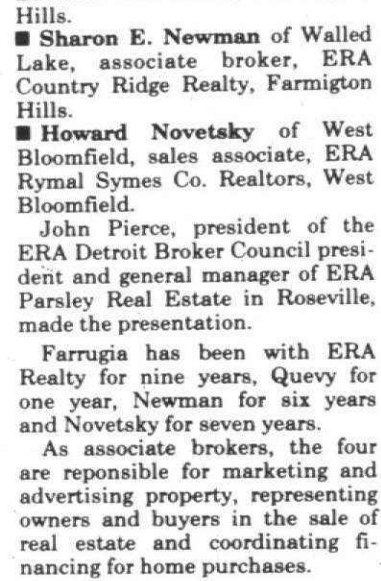 Hills.
■ Sharon E. Newman of Walled
Lake, associate broker, ERA
Country Ridge Realty, Farmigton
Hills.
■ Howard Novetsky of West
Bloomfield, sales associate, ERA
Rymal Symes Co. Realtors, West
Bloomfield.
John Pierce, president of the
ERA Detroit Broker Council presi-
dent and general manager of ERA
Parsley Real Estate in Roseville,
made the presentation.
Farrugia has been with ERA
Realty for nine years, Quevy for
one year, Newman for six years
and Novetsky for seven years.
As associate brokers, the four
are reponsible for marketing and
advertising property, representing
owners and buyers in the sale of
real estate and coordinating fi-
nancing for home purchases.